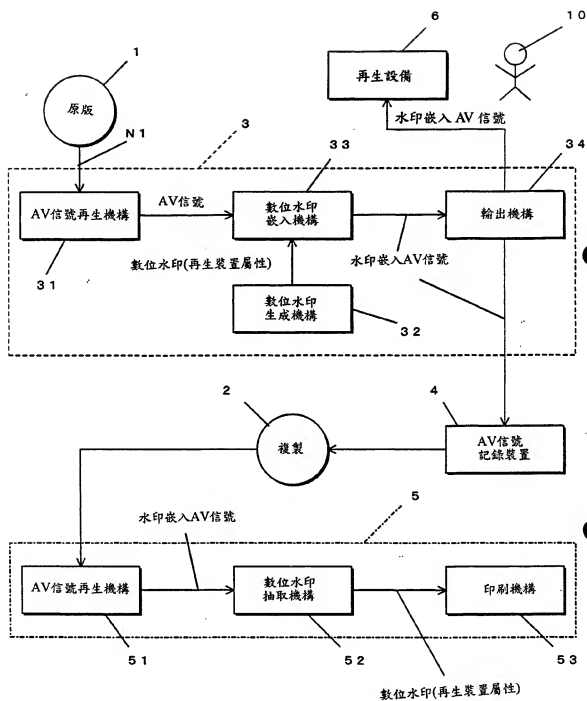 6
10
1
再生設備
原版
水印嵌入 AV 信號
N1
3
33
34
AV信號再生機構
AV信號
數位水印
嵌入機構
輸出機構
31
數位水印(再生裝置屬性)
水印嵌入AV信號
數位水印
生成機構
32
2
4
複製
AV信號
記錄裝置
水印嵌入AV信號
5
AV信號再生機構
數位水印
抽取機構
印刷機構
51
52
53
數位水印(再生裝置屬性)